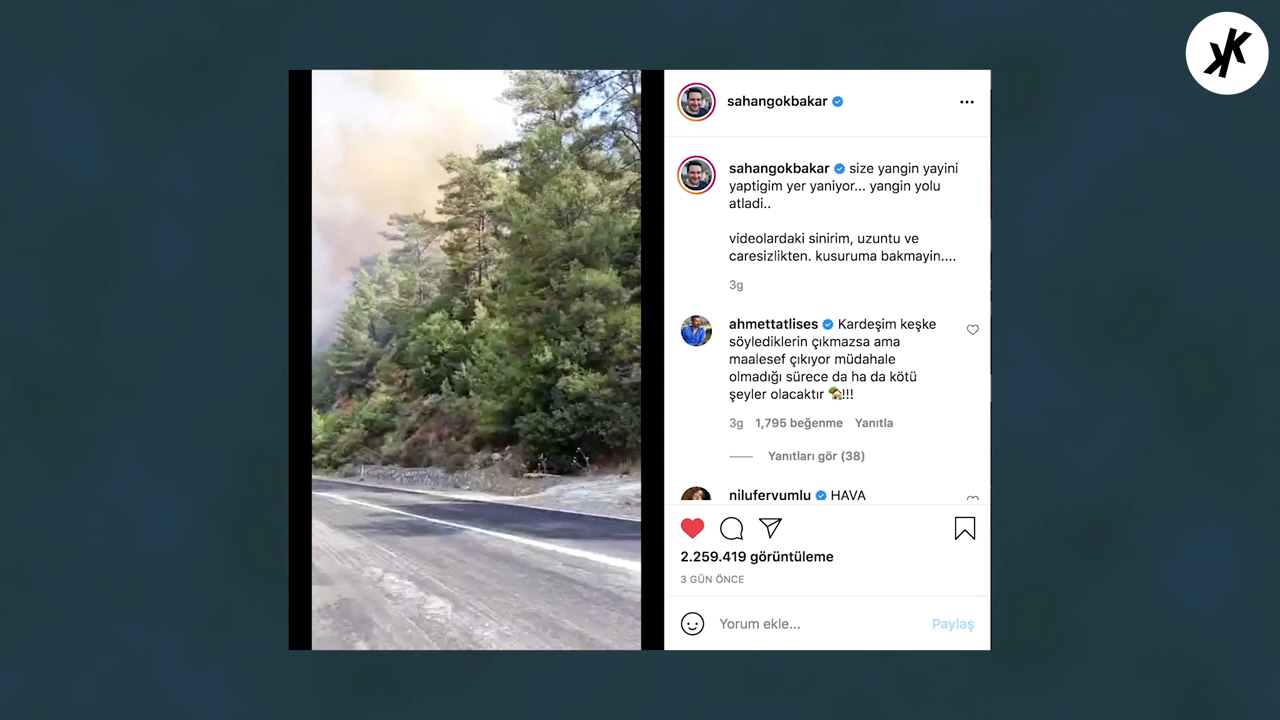 sahangokbakar
sahangokbakar size yangin yayini
yaptigim yer yaniyor... yangin yolu
atladi..
videolardaki sinirim, uzuntu ve
caresizlikten. kusuruma bakmayin....
3g
ahmettatlises Kardeşim keşke
söylediklerin çıkmazsa ama
maalesef çıkıyor müdahale
olmadığı sürece da ha da kötü
şeyler olacaktır 🏡!!!
3g 1,795 beğenme Yanıtla
Yanıtları gör (38)
nilufervumlu HAVA
2.259.419 görüntüleme
3 GÜN ÖNCE
Yorum ekle...
Paylaş